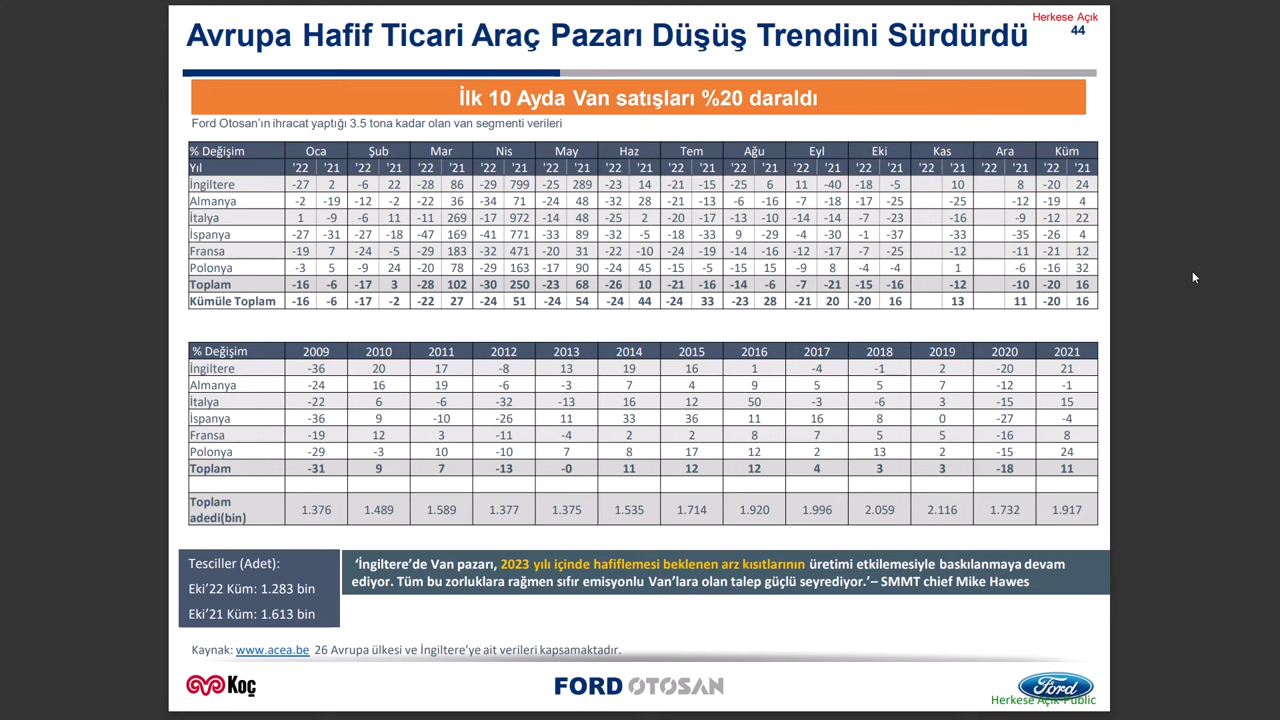 Herkese Açık
Avrupa Hafif Ticari Araç Pazarı Düşüş Trendini Sürdürdü
44
İlk 10 Ayda Van satışları %20 daraldı
Ford Otosan'ın ihracat yaptığı 3.5 tona kadar olan van segmenti verileri
% Değişim Oca Şub Mar Nis May Haz Tem Ağu Eyl Eki Kas Ara Küm
Yıl '22 '21 '22 '21 '22 '21 '22 '21 '22 '21 '22 '21 '22 '21 '22 '21 '22 '21 '22 '21 '22 '21 '22 '21 '22 '21
İngiltere -27 2 -6 22 -28 86 -29 799 -25 289 -23 14 -21 -15 -25 6 11 -40 -18 -5 10 8 -20 24
Almanya -2 -19 -12 -2 -22 36 -34 71 -24 48 -32 28 -21 -13 -6 -16 -7 -18 -17 -25 -25 -12 -19 4
İtalya 1 -9 -6 11 -11 269 -17 972 -14 48 -25 2 -20 -17 -13 -10 -14 -14 -7 -23 -16 -9 -12 22
İspanya -27 -31 -27 -18 -47 169 -41 771 -33 89 -32 -5 -18 -33 9 -29 -4 -30 -1 -37 -33 -35 -26 4
Fransa -19 7 -24 -5 -29 183 -32 471 -20 31 -22 -10 -24 -19 -14 -16 -12 -17 -7 -25 -12 -11 -21 12
Polonya -3 5 -9 24 -20 78 -29 163 -17 90 -24 45 -15 -5 -15 15 -9 8 -4 -4 1 -6 -16 32
Toplam -16 -6 -17 3 -28 102 -30 250 -23 68 -26 10 -21 -16 -14 -6 -7 -21 -15 -16 -12 -10 -20 16
Kümüle Toplam -16 -6 -17 -2 -22 27 -24 51 -24 54 -24 44 -24 33 -23 28 -21 20 -20 16 13 11 -20 16
% Değişim 2009 2010 2011 2012 2013 2014 2015 2016 2017 2018 2019 2020 2021
İngiltere -36 20 17 -8 13 19 16 1 -4 -1 2 -20 21
Almanya -24 16 19 -6 -3 7 4 9 5 5 7 -12 -1
İtalya -22 6 -6 -32 -13 16 12 50 -3 -6 3 -15 15
İspanya -36 9 -10 -26 11 33 36 11 16 8 0 -27 -4
Fransa -19 12 3 -11 -4 2 2 8 7 5 5 -16 8
Polonya -29 -3 10 -10 7 8 17 12 2 13 2 -15 24
Toplam -31 9 7 -13 -0 11 12 12 4 3 3 -18 11
Toplam
adedi(bin) 1.376 1.489 1.589 1.377 1.375 1.535 1.714 1.920 1.996 2.059 2.116 1.732 1.917
Tesciller (Adet):
Eki'22 Küm: 1.283 bin
Eki'21 Küm: 1.613 bin
'İngiltere'de Van pazarı, 2023 yılı içinde hafiflemesi beklenen arz kısıtlarının üretimi etkilemesiyle baskılanmaya devam
ediyor. Tüm bu zorluklara rağmen sıfır emisyonlu Van'lara olan talep güçlü seyrediyor.'– SMMT chief Mike Hawes
Kaynak: www.acea.be 26 Avrupa ülkesi ve İngiltere'ye ait verileri kapsamaktadır.
Koç
FORD OTOSAN
Ford
Herkese Açık-Public